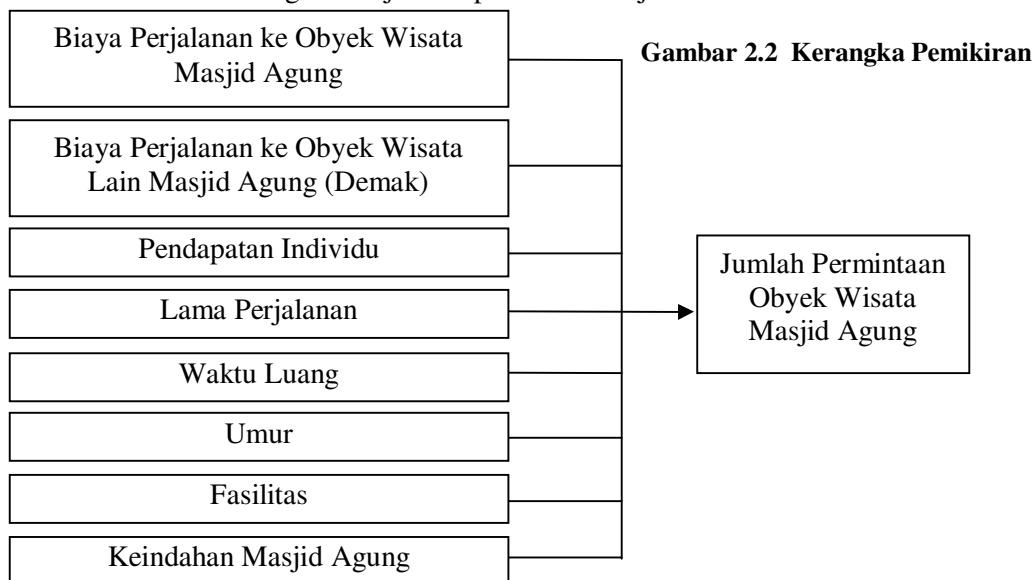 Biaya Perjalanan ke Obyek Wisata
Masjid Agung
Gambar 2.2 Kerangka Pemikiran
Biaya Perjalanan ke Obyek Wisata
Lain Masjid Agung (Demak)
Pendapatan Individu
Lama Perjalanan
Waktu Luang
Umur
Fasilitas
Keindahan Masjid Agung
Jumlah Permintaan
Obyek Wisata
Masjid Agung